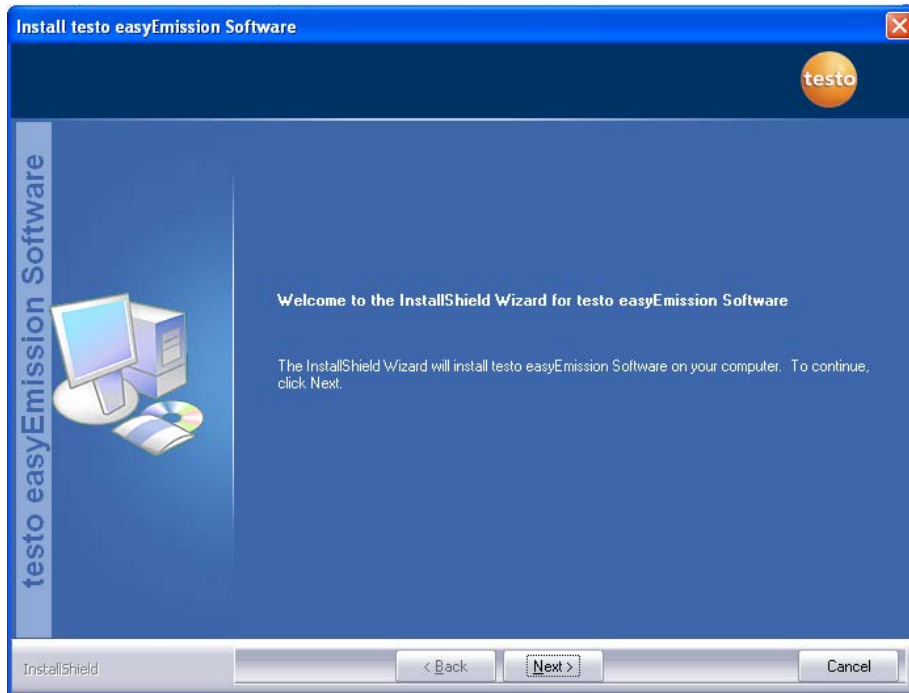 Install testo easyEmission Software
testo
testo easyEmission Software
Welcome to the InstallShield Wizard for testo easyEmission Software
The InstallShield Wizard will install testo easyEmission Software on your computer. To continue,
click Next.
InstallShield
< Back
Next >
Cancel